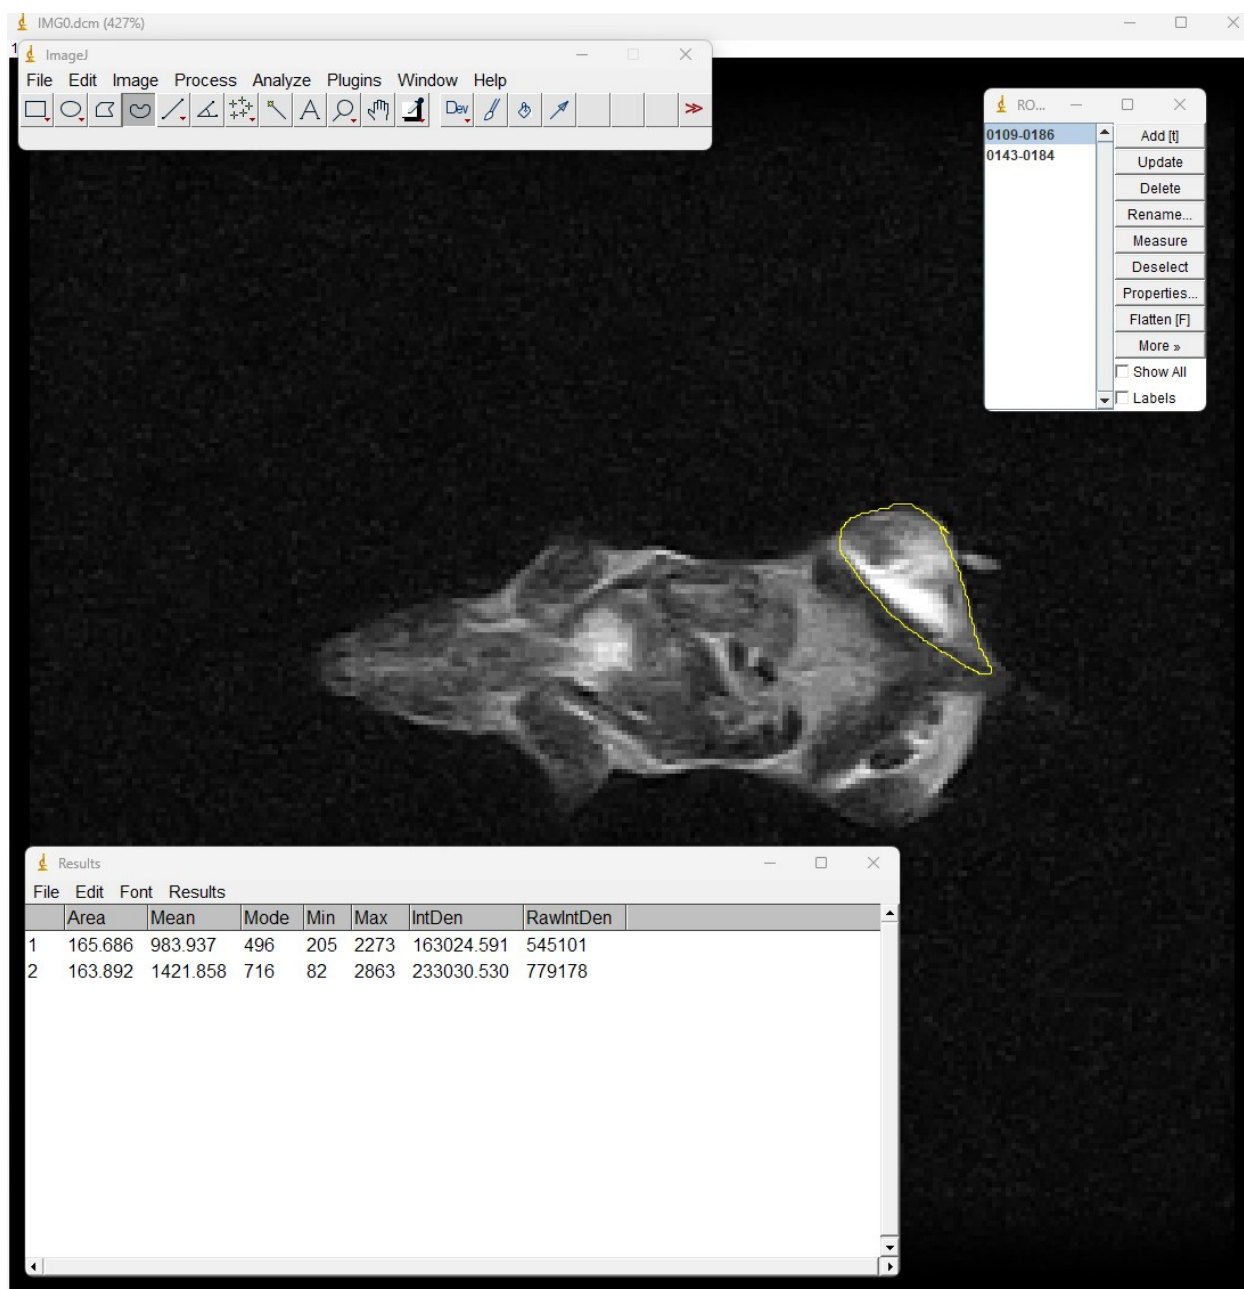 IMG0.dcm (427%)
1
ImageJ
File Edit Image Process Analyze Plugins Window Help
A Dev
RO...
0109-0186
0143-0184
Add [t]
Update
Delete
Rename...
Measure
Deselect
Properties...
Flatten [F]
More »
Show All
Labels
Results
File Edit Font Results
Area Mean Mode Min Max IntDen RawIntDen
1 165.686 983.937 496 205 2273 163024.591 545101
2 163.892 1421.858 716 82 2863 233030.530 779178